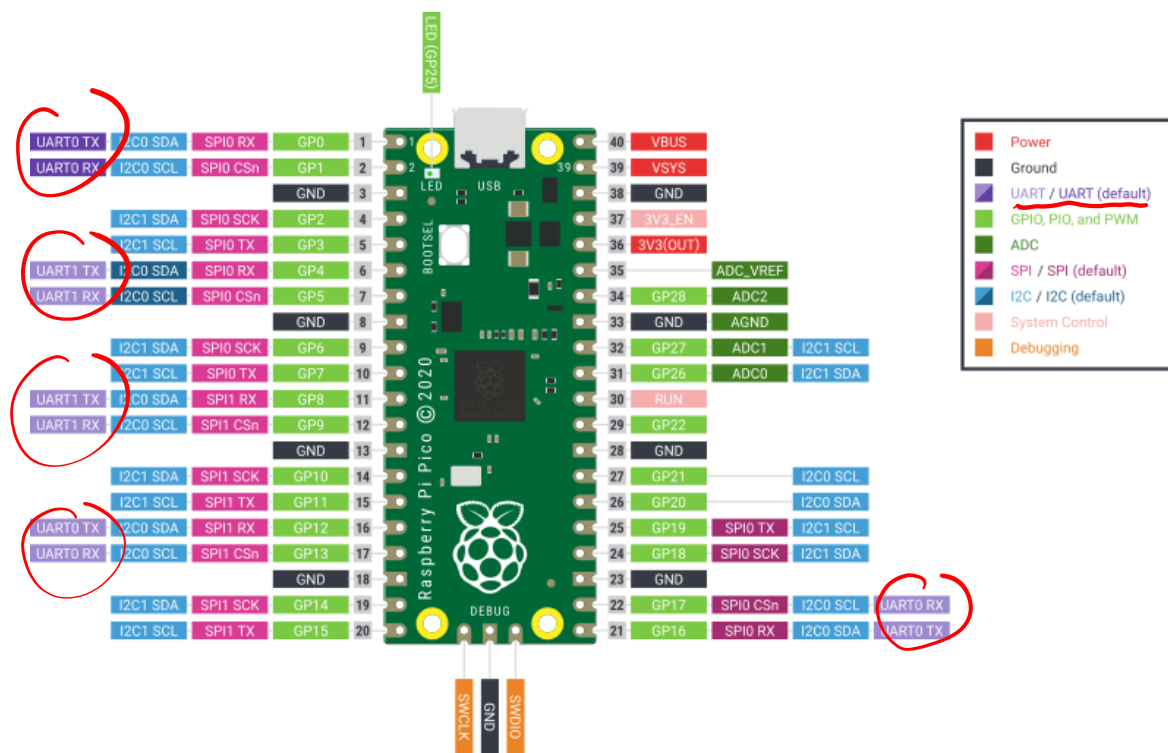 LED (GP25)
UART0 TX I2C0 SDA SPI0 RX GP0 1 1 40 VBUS
UART0 RX I2C0 SCL SPI0 CSn GP1 2 2 39 39 VSYS
GND 3 LED USB 38 GND
I2C1 SDA SPI0 SCK GP2 4 37 3V3_EN
I2C1 SCL SPI0 TX GP3 5 BOOTSEL 36 3V3(OUT)
UART1 TX I2C0 SDA SPI0 RX GP4 6 35 ADC_VREF
UART1 RX I2C0 SCL SPI0 CSn GP5 7 34 GP28 ADC2
GND 8 33 GND AGND
I2C1 SDA SPI0 SCK GP6 9 32 GP27 ADC1 I2C1 SCL
I2C1 SCL SPI0 TX GP7 10 31 GP26 ADC0 I2C1 SDA
UART1 TX I2C0 SDA SPI1 RX GP8 11 30 RUN
UART1 RX I2C0 SCL SPI1 CSn GP9 12 29 GP22
GND 13 28 GND
I2C1 SDA SPI1 SCK GP10 14 27 GP21 I2C0 SCL
I2C1 SCL SPI1 TX GP11 15 26 GP20 I2C0 SDA
UART0 TX I2C0 SDA SPI1 RX GP12 16 25 GP19 SPI0 TX I2C1 SCL
UART0 RX I2C0 SCL SPI1 CSn GP13 17 24 GP18 SPI0 SCK I2C1 SDA
GND 18 23 GND
I2C1 SDA SPI1 SCK GP14 19 22 GP17 SPI0 CSn I2C0 SCL UART0 RX
I2C1 SCL SPI1 TX GP15 20 21 GP16 SPI0 RX I2C0 SDA UART0 TX
Raspberry Pi Pico © 2020
DEBUG
SWCLK GND SWDIO
Power
Ground
UART / UART (default)
GPIO, PIO, and PWM
ADC
SPI / SPI (default)
I2C / I2C (default)
System Control
Debugging